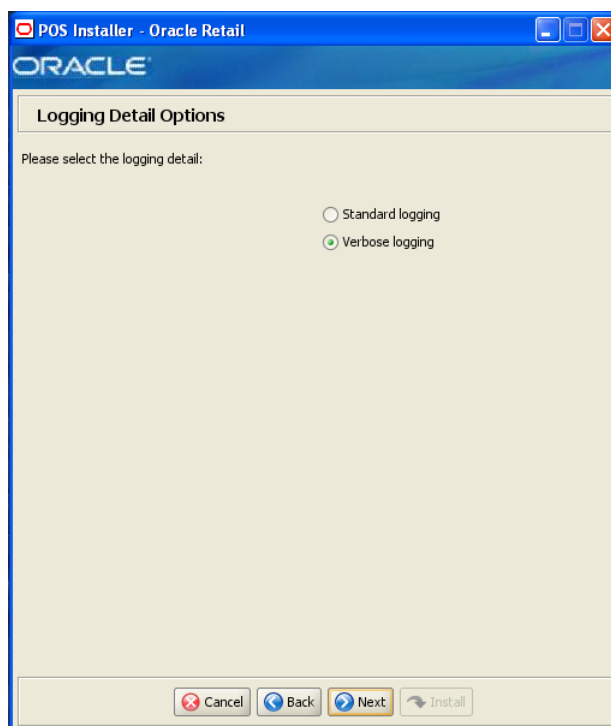 POS Installer - Oracle Retail
ORACLE
Logging Detail Options
Please select the logging detail:
Standard logging
Verbose logging
Cancel Back Next Install